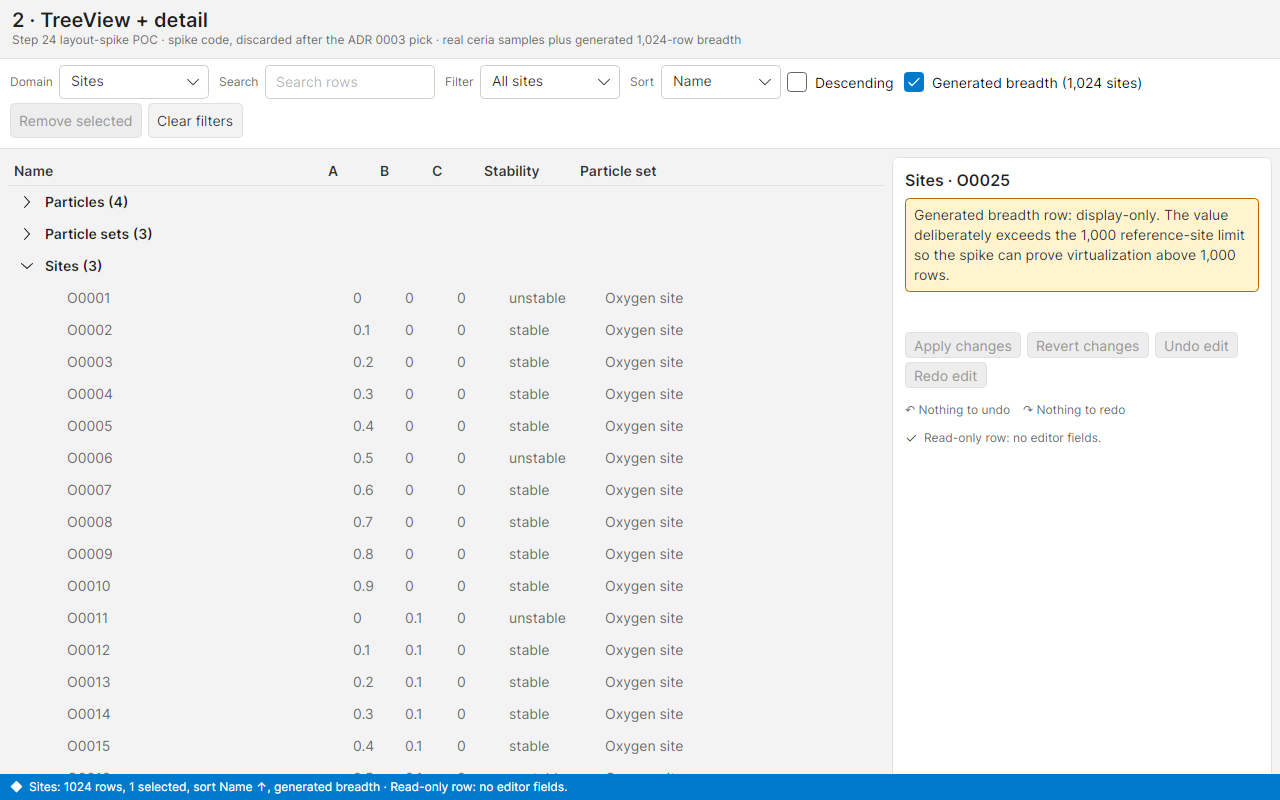 2 · TreeView + detail
Step 24 layout-spike POC · spike code, discarded after the ADR 0003 pick · real ceria samples plus generated 1,024-row breadth
Domain Sites Search Search rows Filter All sites Sort Name Descending Generated breadth (1,024 sites)
Remove selected Clear filters
Name A B C Stability Particle set
Particles (4)
Particle sets (3)
Sites (3)
O0001 0 0 0 unstable Oxygen site
O0002 0.1 0 0 stable Oxygen site
O0003 0.2 0 0 stable Oxygen site
O0004 0.3 0 0 stable Oxygen site
O0005 0.4 0 0 stable Oxygen site
O0006 0.5 0 0 unstable Oxygen site
O0007 0.6 0 0 stable Oxygen site
O0008 0.7 0 0 stable Oxygen site
O0009 0.8 0 0 stable Oxygen site
O0010 0.9 0 0 stable Oxygen site
O0011 0 0.1 0 unstable Oxygen site
O0012 0.1 0.1 0 stable Oxygen site
O0013 0.2 0.1 0 stable Oxygen site
O0014 0.3 0.1 0 stable Oxygen site
O0015 0.4 0.1 0 stable Oxygen site
Sites · O0025
Generated breadth row: display-only. The value
deliberately exceeds the 1,000 reference-site limit
so the spike can prove virtualization above 1,000
rows.
Apply changes Revert changes Undo edit
Redo edit
↶ Nothing to undo ↷ Nothing to redo
✓ Read-only row: no editor fields.
◆ Sites: 1024 rows, 1 selected, sort Name ↑, generated breadth · Read-only row: no editor fields.